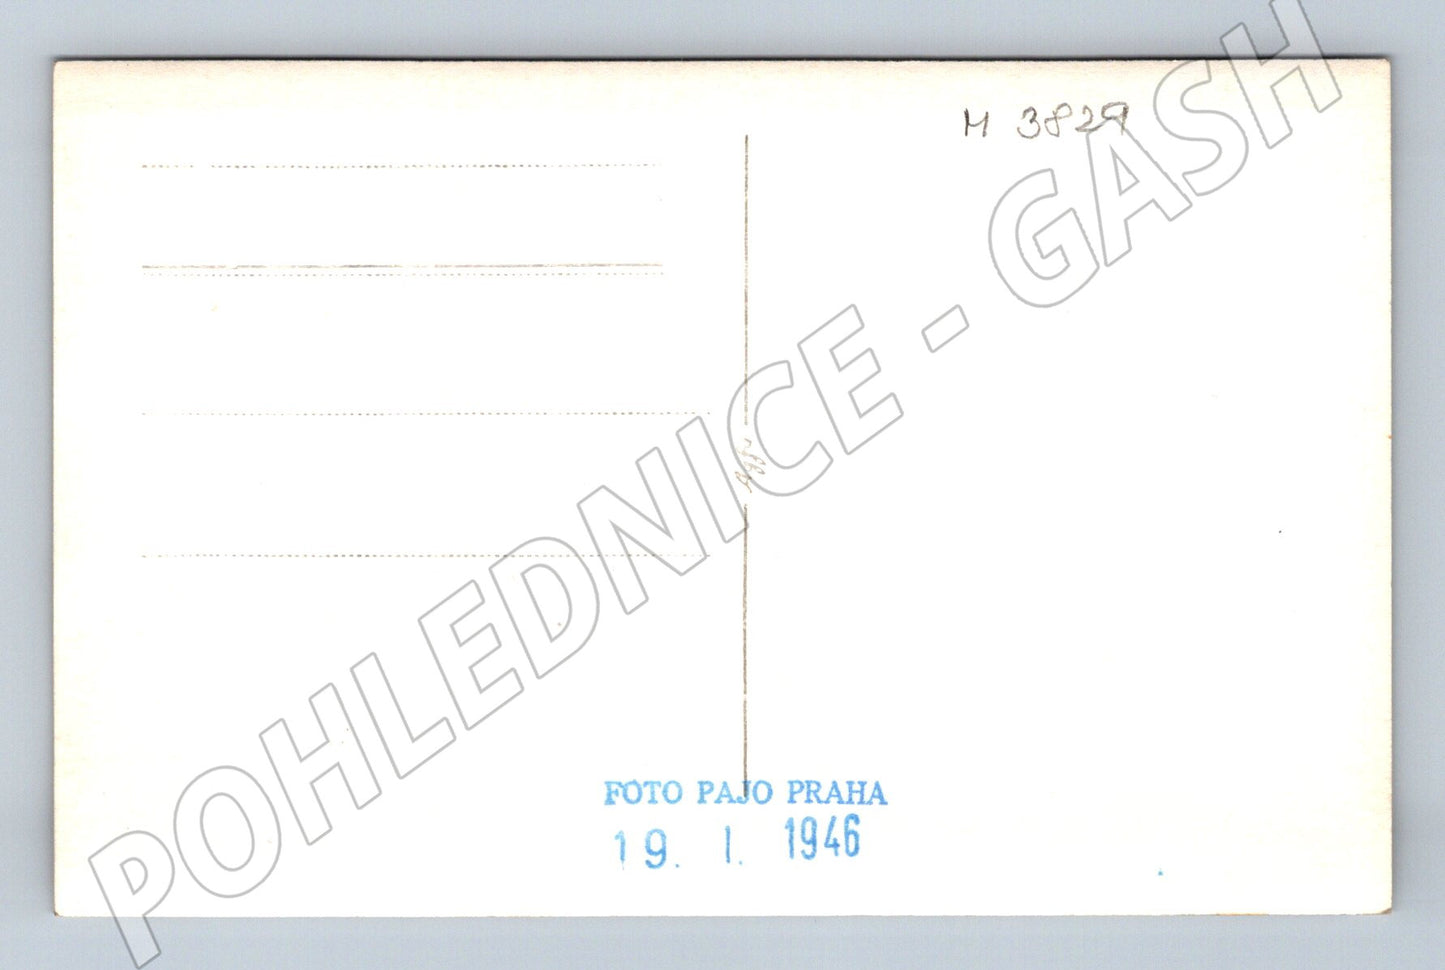 M 3829
POHLEDNICE - GASH
FOTO PAJO PRAHA
19. I. 1946